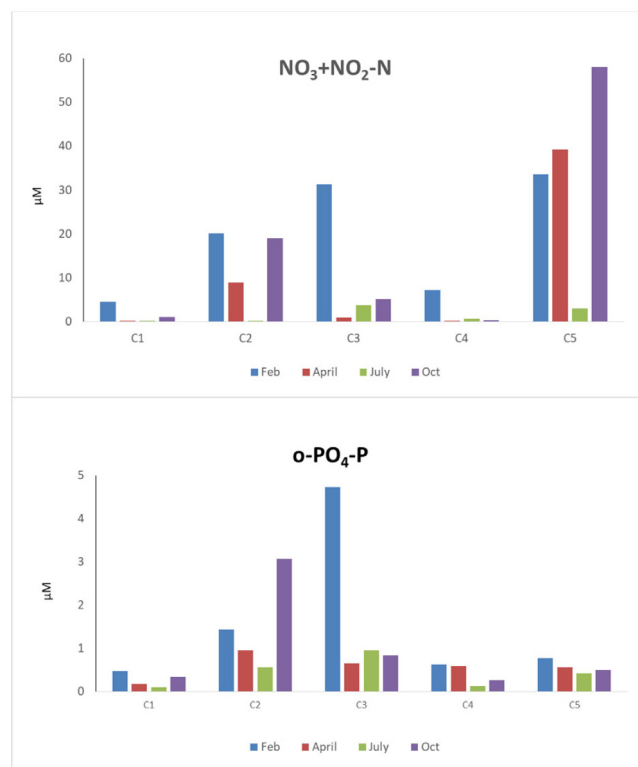 NO₃+NO₂-N
60
50
40
30
20
10
0
µM
C1 C2 C3 C4 C5
Feb April July Oct
o-PO₄-P
5
4
3
2
1
0
µM
C1 C2 C3 C4 C5
Feb April July Oct